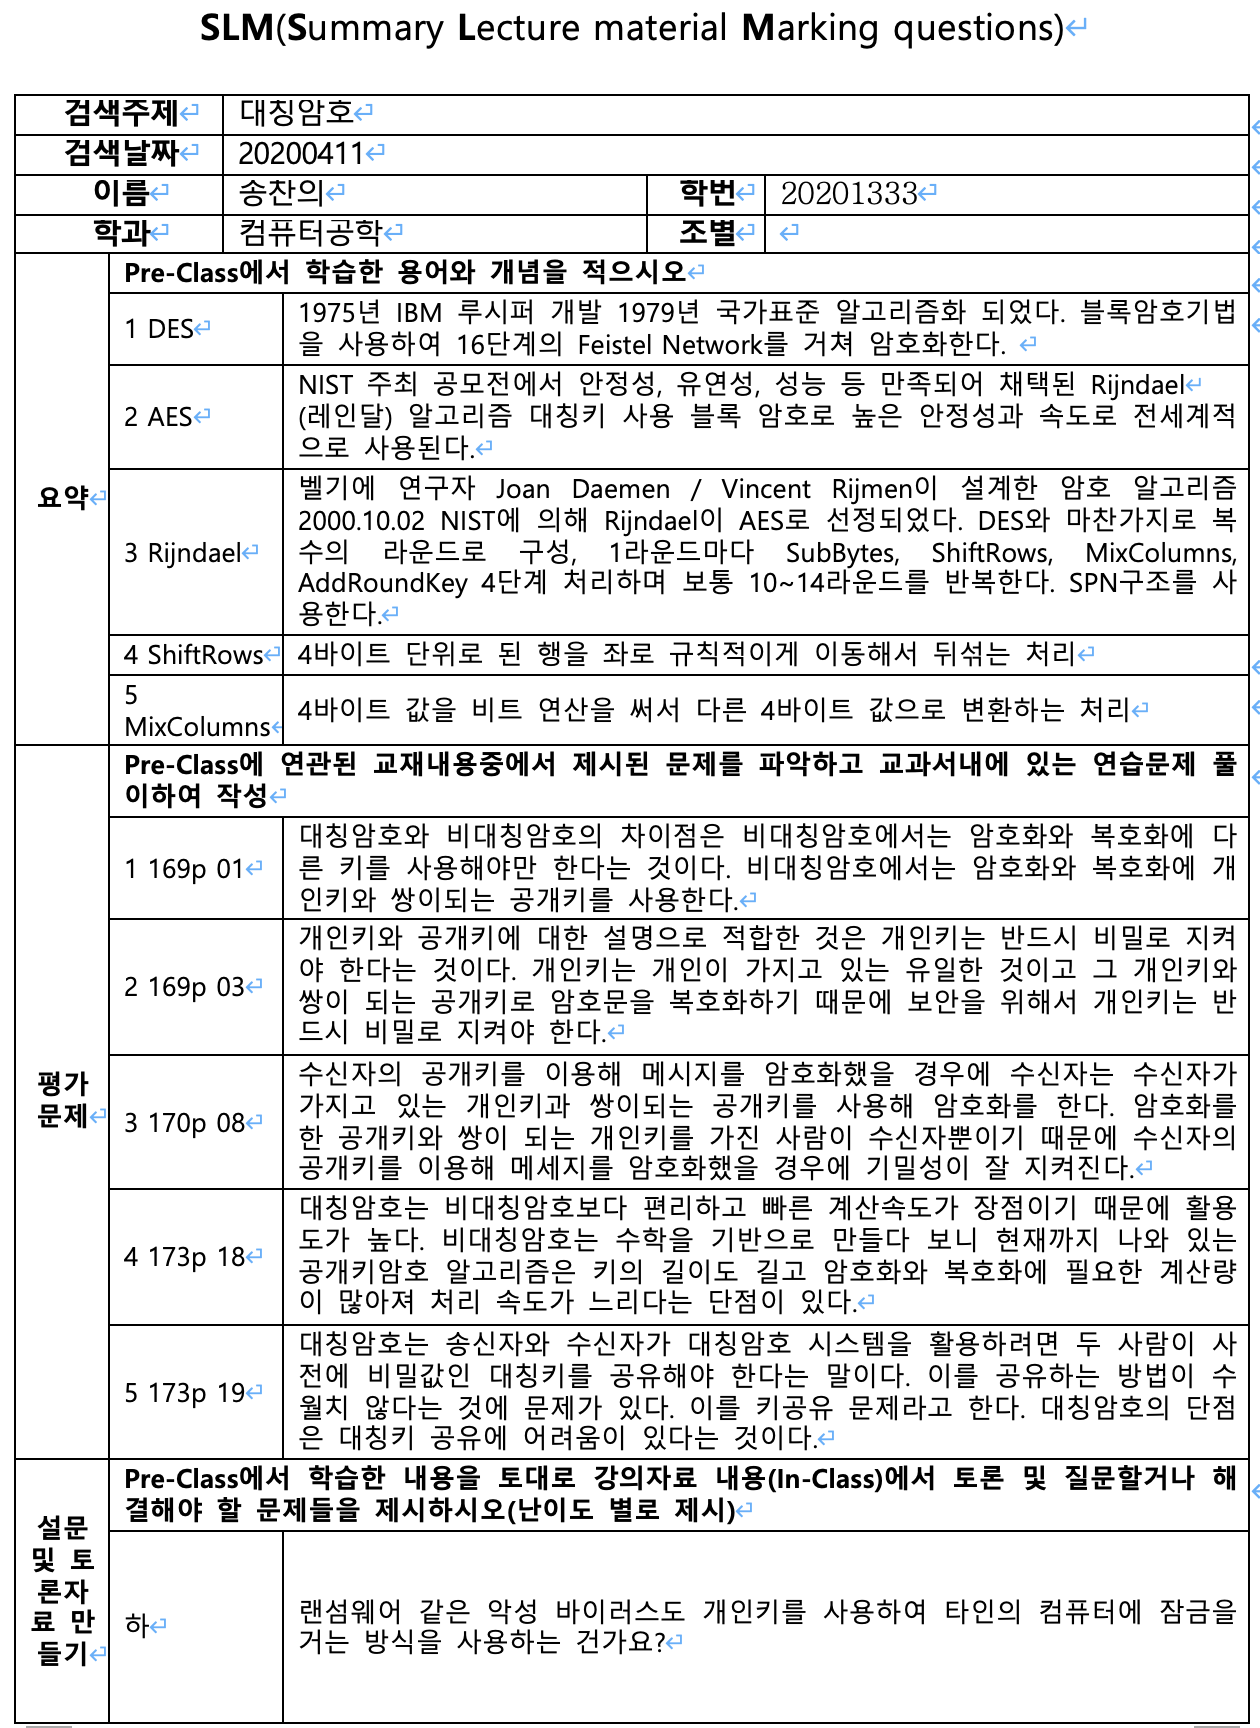 SLM(Summary Lecture material Marking questions)
검색주제 대칭암호
검색날짜 20200411
이름 송찬의 학번 20201333
학과 컴퓨터공학 조별
요약
Pre-Class에서 학습한 용어와 개념을 적으시오
1 DES
1975년 IBM 루시퍼 개발 1979년 국가표준 알고리즘화 되었다. 블록암호기법
을 사용하여 16단계의 Feistel Network를 거쳐 암호화한다.
2 AES
NIST 주최 공모전에서 안정성, 유연성, 성능 등 만족되어 채택된 Rijndael
(레인달) 알고리즘 대칭키 사용 블록 암호로 높은 안정성과 속도로 전세계적
으로 사용된다.
3 Rijndael
벨기에 연구자 Joan Daemen / Vincent Rijmen이 설계한 암호 알고리즘
2000.10.02 NIST에 의해 Rijndael이 AES로 선정되었다. DES와 마찬가지로 복
수의 라운드로 구성, 1라운드마다 SubBytes, ShiftRows, MixColumns,
AddRoundKey 4단계 처리하며 보통 10~14라운드를 반복한다. SPN구조를 사
용한다.
4 ShiftRows
4바이트 단위로 된 행을 좌로 규칙적이게 이동해서 뒤섞는 처리
5
MixColumns
4바이트 값을 비트 연산을 써서 다른 4바이트 값으로 변환하는 처리
평가
문제
Pre-Class에 연관된 교재내용중에서 제시된 문제를 파악하고 교과서내에 있는 연습문제 풀
이하여 작성
1 169p 01
대칭암호와 비대칭암호의 차이점은 비대칭암호에서는 암호화와 복호화에 다
른 키를 사용해야만 한다는 것이다. 비대칭암호에서는 암호화와 복호화에 개
인키와 쌍이되는 공개키를 사용한다.
2 169p 03
개인키와 공개키에 대한 설명으로 적합한 것은 개인키는 반드시 비밀로 지켜
야 한다는 것이다. 개인키는 개인이 가지고 있는 유일한 것이고 그 개인키와
쌍이 되는 공개키로 암호문을 복호화하기 때문에 보안을 위해서 개인키는 반
드시 비밀로 지켜야 한다.
3 170p 08
수신자의 공개키를 이용해 메시지를 암호화했을 경우에 수신자는 수신자가
가지고 있는 개인키과 쌍이되는 공개키를 사용해 암호화를 한다. 암호화를
한 공개키와 쌍이 되는 개인키를 가진 사람이 수신자뿐이기 때문에 수신자의
공개키를 이용해 메세지를 암호화했을 경우에 기밀성이 잘 지켜진다.
4 173p 18
대칭암호는 비대칭암호보다 편리하고 빠른 계산속도가 장점이기 때문에 활용
도가 높다. 비대칭암호는 수학을 기반으로 만들다 보니 현재까지 나와 있는
공개키암호 알고리즘은 키의 길이도 길고 암호화와 복호화에 필요한 계산량
이 많아져 처리 속도가 느리다는 단점이 있다.
5 173p 19
대칭암호는 송신자와 수신자가 대칭암호 시스템을 활용하려면 두 사람이 사
전에 비밀값인 대칭키를 공유해야 한다는 말이다. 이를 공유하는 방법이 수
월치 않다는 것에 문제가 있다. 이를 키공유 문제라고 한다. 대칭암호의 단점
은 대칭키 공유에 어려움이 있다는 것이다.
설문
및 토
론자
료 만
들기
Pre-Class에서 학습한 내용을 토대로 강의자료 내용(In-Class)에서 토론 및 질문할거나 해
결해야 할 문제들을 제시하시오(난이도 별로 제시)
하
랜섬웨어 같은 악성 바이러스도 개인키를 사용하여 타인의 컴퓨터에 잠금을
거는 방식을 사용하는 건가요?